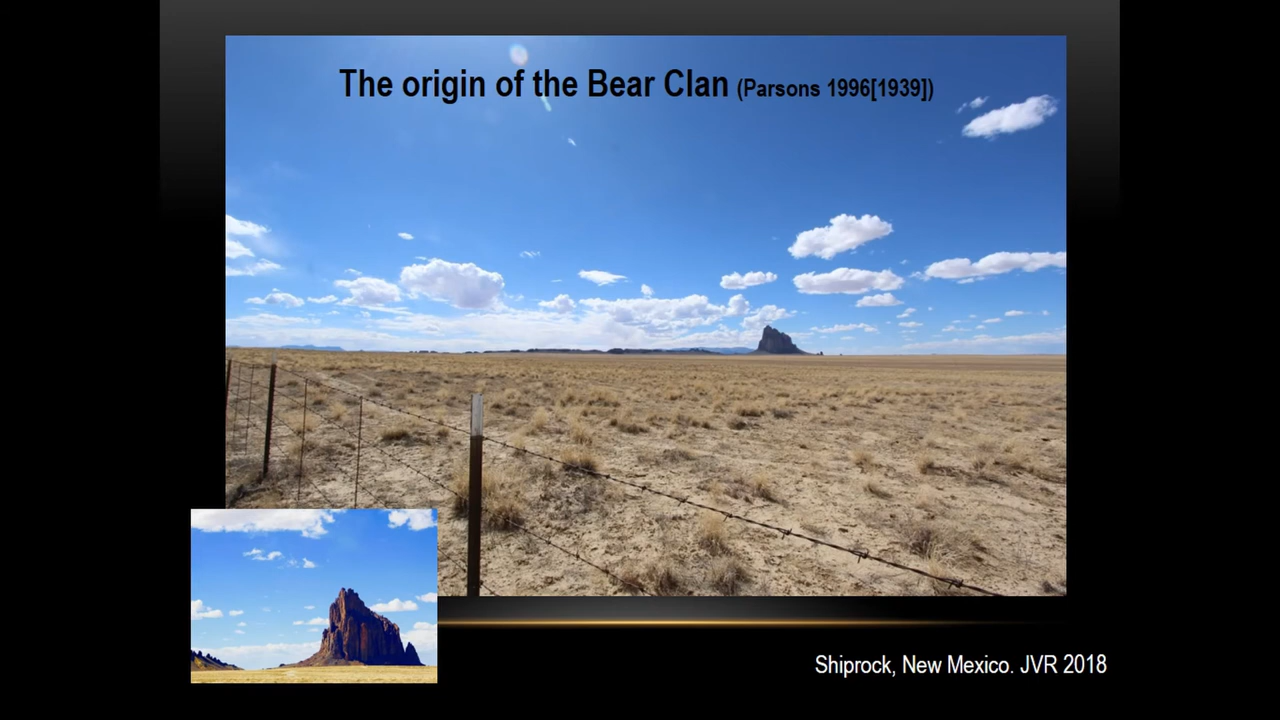 The origin of the Bear Clan (Parsons 1996[1939])
Shiprock, New Mexico. JVR 2018